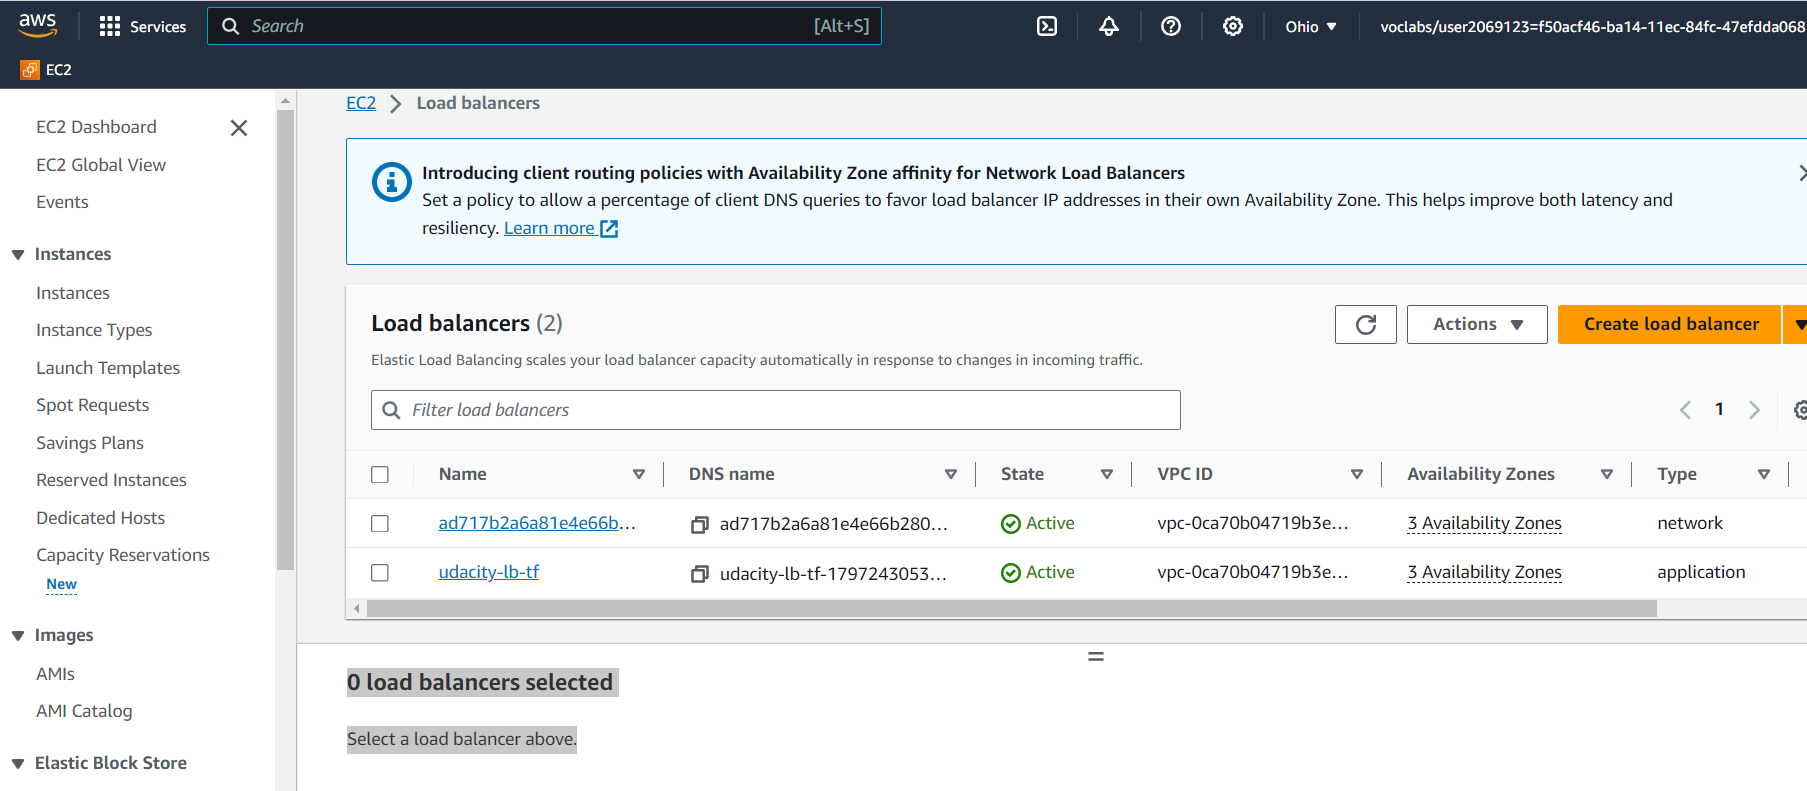 aws
Services
Search
[Alt+S]
Ohio
voclabs/user2069123=f50acf46-ba14-11ec-84fc-47efdda068
EC2
EC2 Dashboard
EC2 Global View
Events
Instances
Instances
Instance Types
Launch Templates
Spot Requests
Savings Plans
Reserved Instances
Dedicated Hosts
Capacity Reservations
New
Images
AMIs
AMI Catalog
Elastic Block Store
EC2 > Load balancers
Introducing client routing policies with Availability Zone affinity for Network Load Balancers
Set a policy to allow a percentage of client DNS queries to favor load balancer IP addresses in their own Availability Zone. This helps improve both latency and
resiliency. Learn more
Load balancers (2)
Actions
Create load balancer
Elastic Load Balancing scales your load balancer capacity automatically in response to changes in incoming traffic.
Filter load balancers
1
Name DNS name State VPC ID Availability Zones Type
ad717b2a6a81e4e66b... ad717b2a6a81e4e66b280... Active vpc-0ca70b04719b3e... 3 Availability Zones network
udacity-lb-tf udacity-lb-tf-1797243053... Active vpc-0ca70b04719b3e... 3 Availability Zones application
0 load balancers selected
Select a load balancer above.